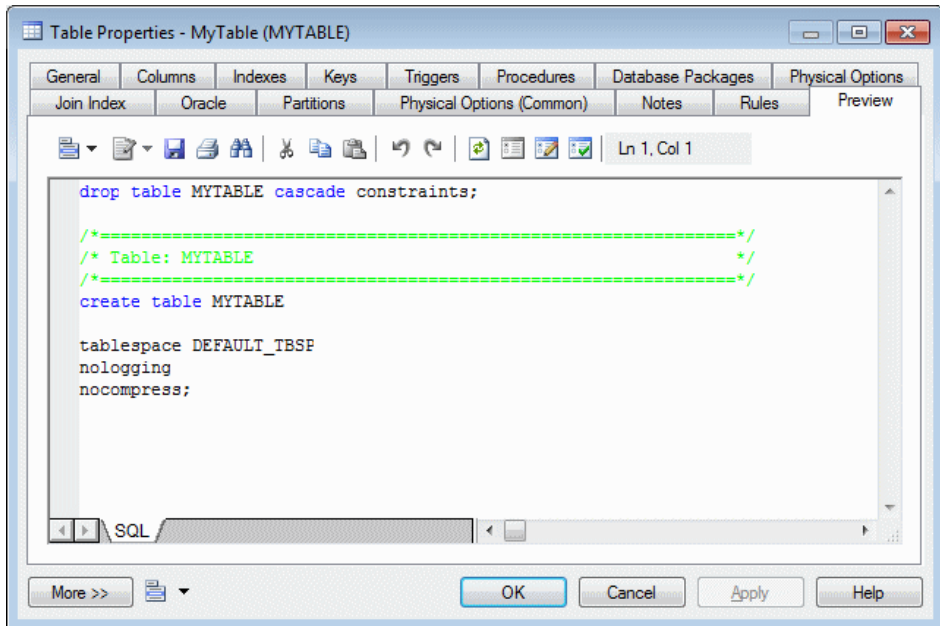 Table Properties - MyTable (MYTABLE)
General Columns Indexes Keys Triggers Procedures Database Packages Physical Options
Join Index Oracle Partitions Physical Options (Common) Notes Rules Preview
Ln 1, Col 1
drop table MYTABLE cascade constraints;
/*==============================================================*/
/* Table: MYTABLE */
/*==============================================================*/
create table MYTABLE
tablespace DEFAULT_TBSP
nologging
nocompress;
SQL
More >> OK Cancel Apply Help